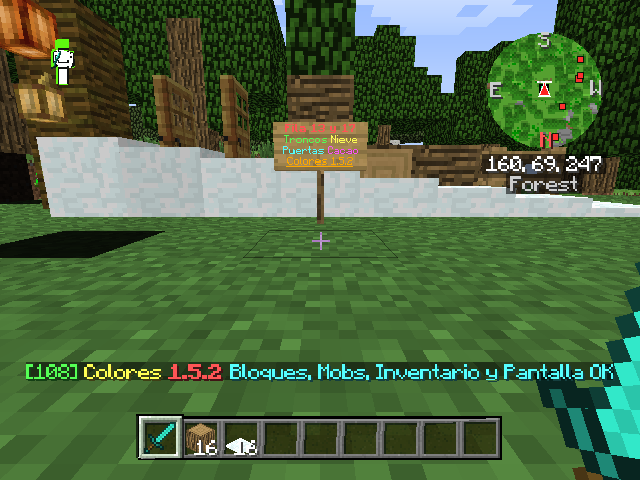 S
E W
N
160, 69, 247
Forest
Troncos Nieve
Puertas
Colores 1.5.2
[108] Colores 1.5.2 Bloques, Mobs, Inventario y Pantalla OK
16 16